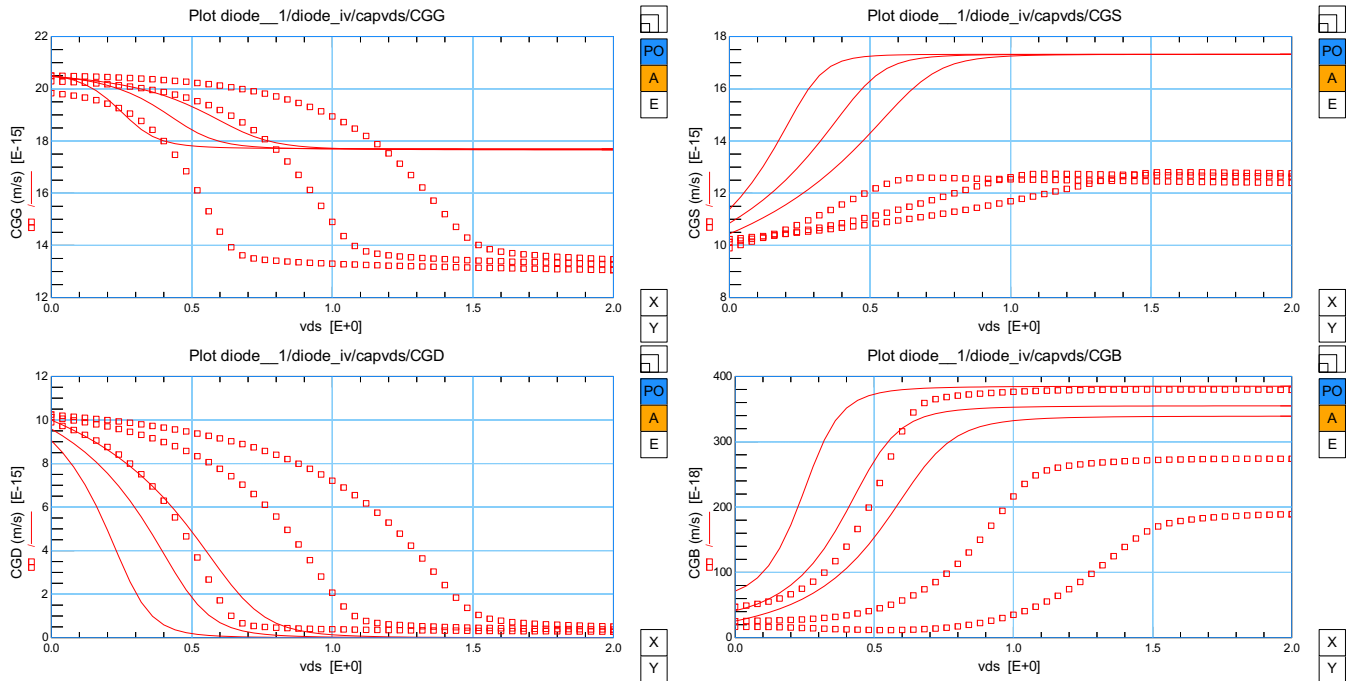 Plot diode__1/diode_iv/capvds/CGG
22
20
18
16
14
12
CGG (m/s) [E-15]
0.0 0.5 1.0 1.5 2.0
vds [E+0]
PO
A
E
X
Y
Plot diode__1/diode_iv/capvds/CGS
18
16
14
12
10
8
CGS (m/s) [E-15]
0.0 0.5 1.0 1.5 2.0
vds [E+0]
PO
A
E
X
Y
Plot diode__1/diode_iv/capvds/CGD
12
10
8
6
4
2
0
CGD (m/s) [E-15]
0.0 0.5 1.0 1.5 2.0
vds [E+0]
PO
A
E
X
Y
Plot diode__1/diode_iv/capvds/CGB
400
300
200
100
0
CGB (m/s) [E-18]
0.0 0.5 1.0 1.5 2.0
vds [E+0]
PO
A
E
X
Y